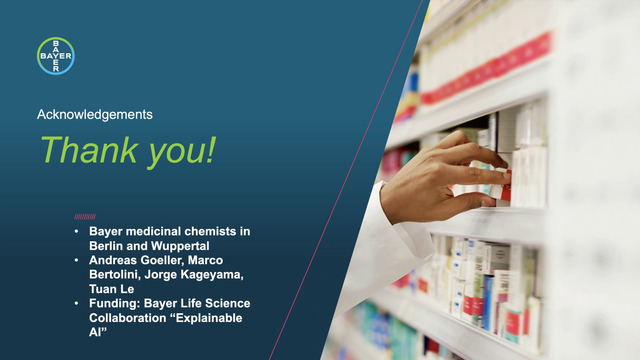 BAYER
BAYER
Acknowledgements
Thank you!
//////////
• Bayer medicinal chemists in
Berlin and Wuppertal
• Andreas Goeller, Marco
Bertolini, Jorge Kageyama,
Tuan Le
• Funding: Bayer Life Science
Collaboration “Explainable
AI”